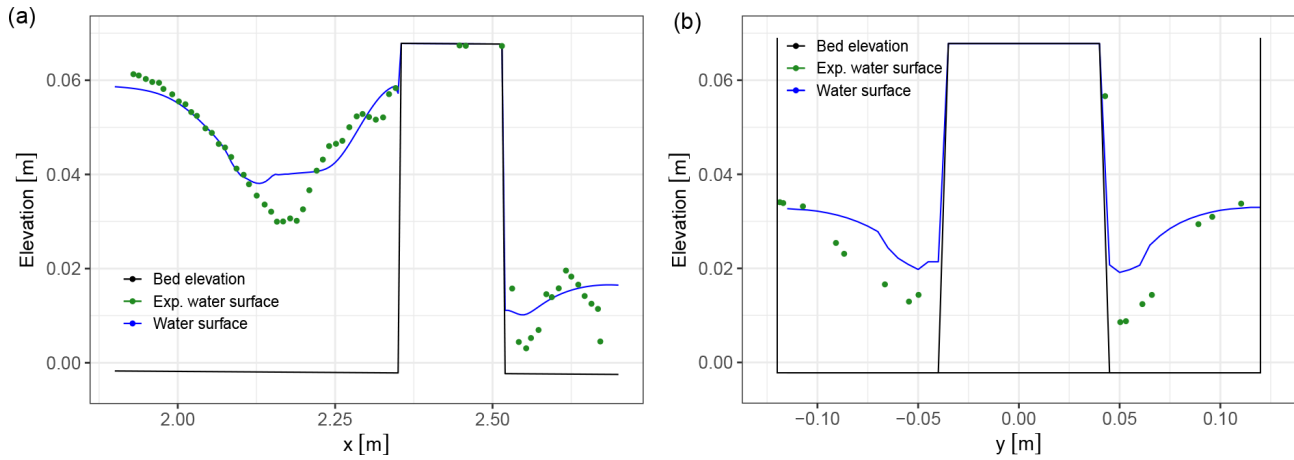 (a)
Elevation [m]
0.06
0.04
0.02
0.00
Bed elevation
Exp. water surface
Water surface
2.00 2.25 2.50
x [m]
(b)
Elevation [m]
0.06
0.04
0.02
0.00
Bed elevation
Exp. water surface
Water surface
−0.10 −0.05 0.00 0.05 0.10
y [m]